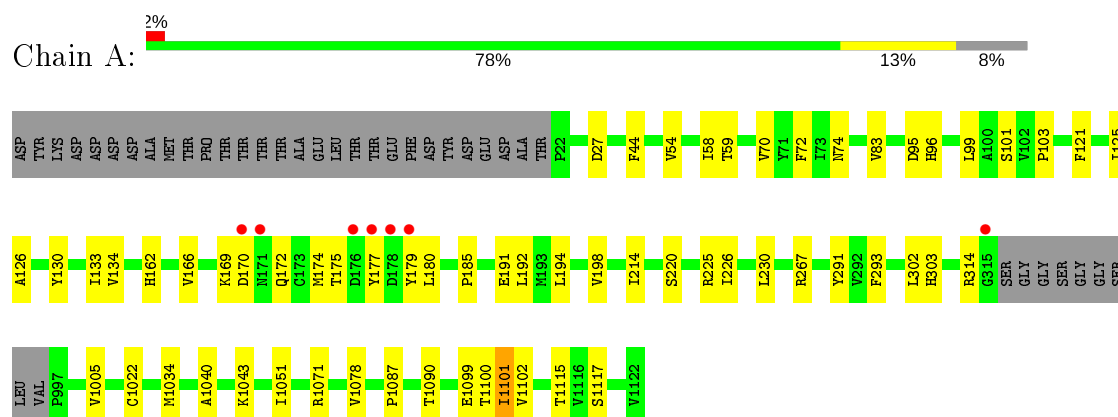 2%
Chain A:
78% 13% 8%
ASP TYR LYS ASP ASP ASP ASP ALA MET THR PRO THR THR THR THR ALA GLU LEU THR THR GLU PHE ASP TYR ASP GLU ASP ALA THR P22 D27 F44 V54 I58 T59 V70 Y71 F72 I73 N74 V83 D95 H96 L99 A100 S101 V102 P103 F121 I125
A126 Y130 I133 V134 H162 V166 K169 D170 N171 Q172 C173 M174 T175 D176 Y177 D178 Y179 L180 P185 E191 L192 M193 L194 V198 I214 S220 R225 I226 L230 R267 Y291 V292 F293 L302 H303 R314 G315 SER GLY GLY SER GLY GLY SER
LEU VAL P997 V1005 C1022 M1034 A1040 K1043 I1051 R1071 V1078 P1087 T1090 E1099 T1100 I1101 V1102 T1115 V1116 S1117 V1122